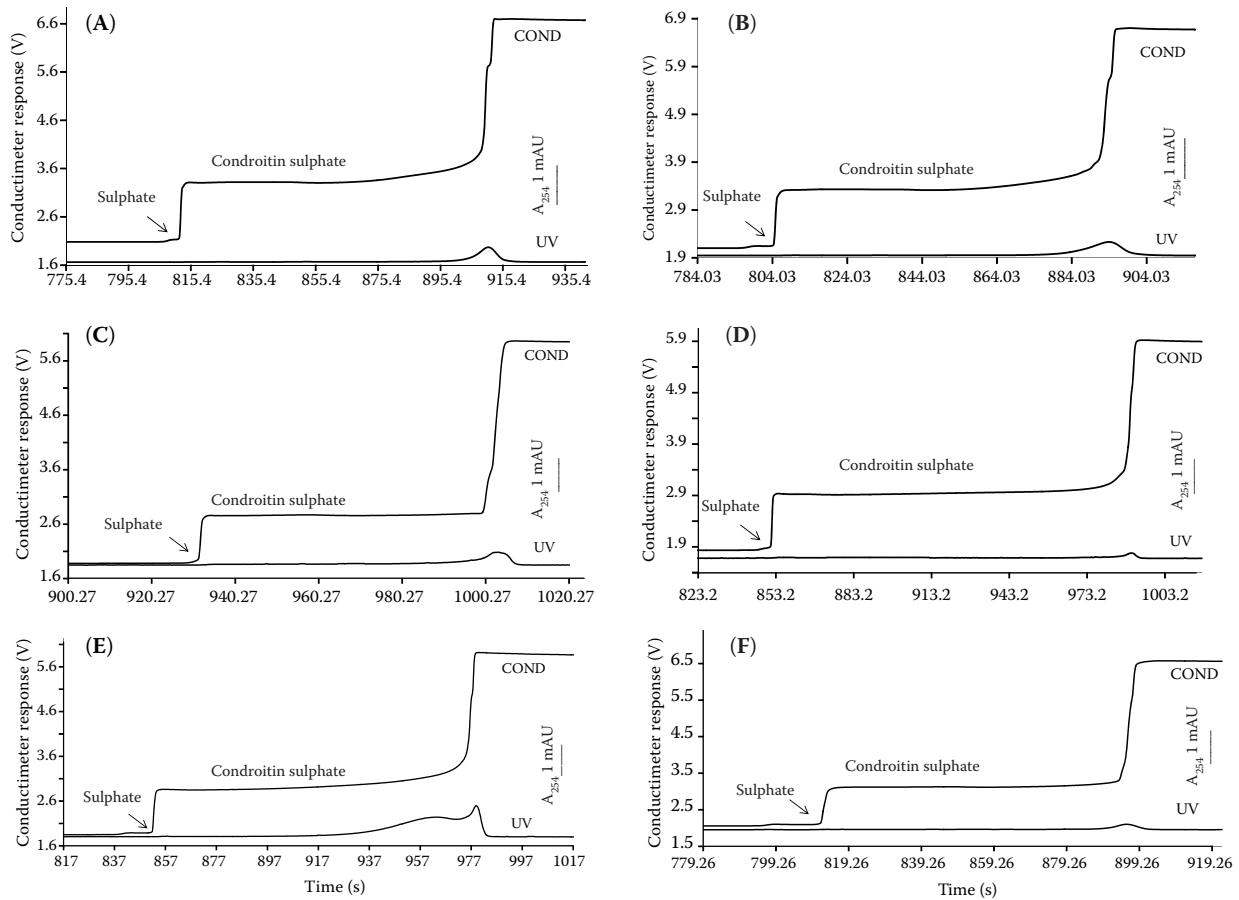 (A)
Conductimeter response (V)
6.6
5.6
4.6
3.6
2.6
1.6
COND
Condroitin sulphate
Sulphate
A254 1 mAU
UV
775.4 795.4 815.4 835.4 855.4 875.4 895.4 915.4 935.4
(B)
Conductimeter response (V)
6.9
5.9
4.9
3.9
2.9
1.9
COND
Condroitin sulphate
Sulphate
A254 1 mAU
UV
784.03 804.03 824.03 844.03 864.03 884.03 904.03
(C)
Conductimeter response (V)
5.6
4.6
3.6
2.6
1.6
COND
Condroitin sulphate
Sulphate
A254 1 mAU
UV
900.27 920.27 940.27 960.27 980.27 1000.27 1020.27
(D)
Conductimeter response (V)
5.9
4.9
3.9
2.9
1.9
COND
Condroitin sulphate
Sulphate
A254 1 mAU
UV
823.2 853.2 883.2 913.2 943.2 973.2 1003.2
(E)
Conductimeter response (V)
5.6
4.6
3.6
2.6
1.6
COND
Condroitin sulphate
Sulphate
A254 1 mAU
UV
817 837 857 877 897 917 937 957 977 997 1017
Time (s)
(F)
Conductimeter response (V)
6.5
5.5
4.5
3.5
2.5
1.5
COND
Condroitin sulphate
Sulphate
A254 1 mAU
UV
779.26 799.26 819.26 839.26 859.26 879.26 899.26 919.26
Time (s)